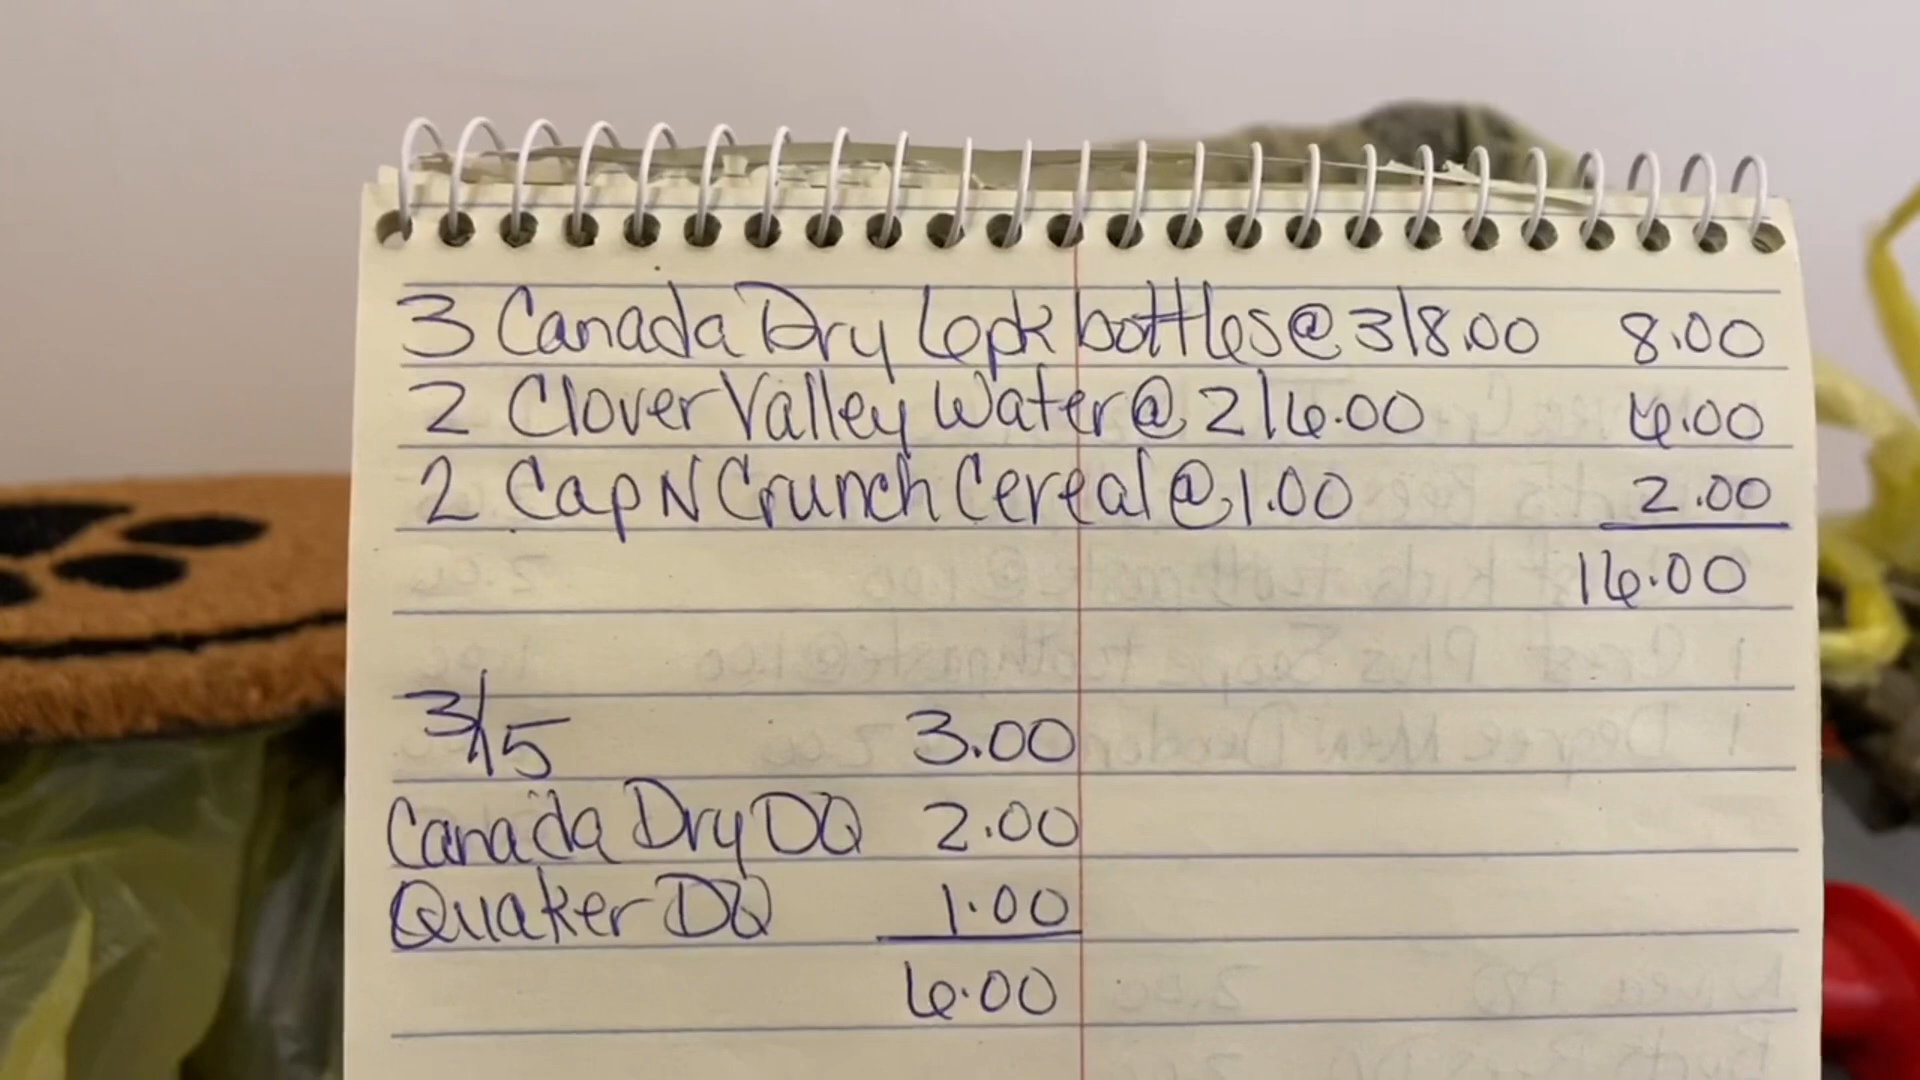 3 Canada Dry 6pk bottles @ 3/8.00 8.00
2 Clover Valley Water @ 2/6.00 6.00
2 Cap N Crunch Cereal @ 1.00 2.00
16.00
3/15 3.00
Canada Dry DQ 2.00
Quaker DQ 1.00
6.00